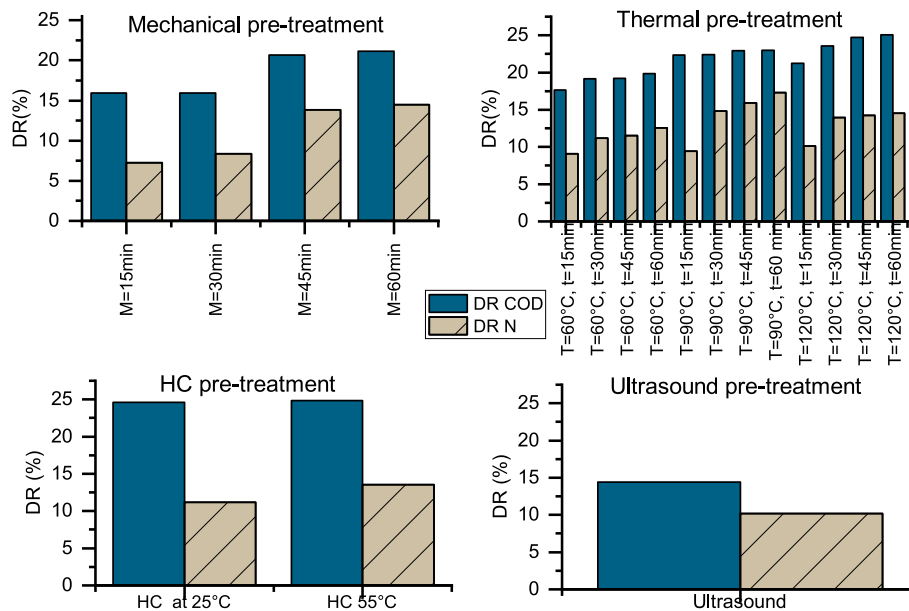 Mechanical pre-treatment
DR(%)
25
20
15
10
5
0
M=15min
M=30min
M=45min
M=60min
Thermal pre-treatment
DR(%)
25
20
15
10
5
0
T=60°C, t=15min
T=60°C, t=30min
T=60°C, t=45min
T=60°C, t=60min
T=90°C, t=15min
T=90°C, t=30min
T=90°C, t=45min
T=90°C, t=60 min
T=120°C, t=15min
T=120°C, t=30min
T=120°C, t=45min
T=120°C, t=60min
DR COD
DR N
HC pre-treatment
DR (%)
25
20
15
10
5
0
HC at 25°C
HC 55°C
Ultrasound pre-treatment
DR (%)
25
20
15
10
5
0
Ultrasound